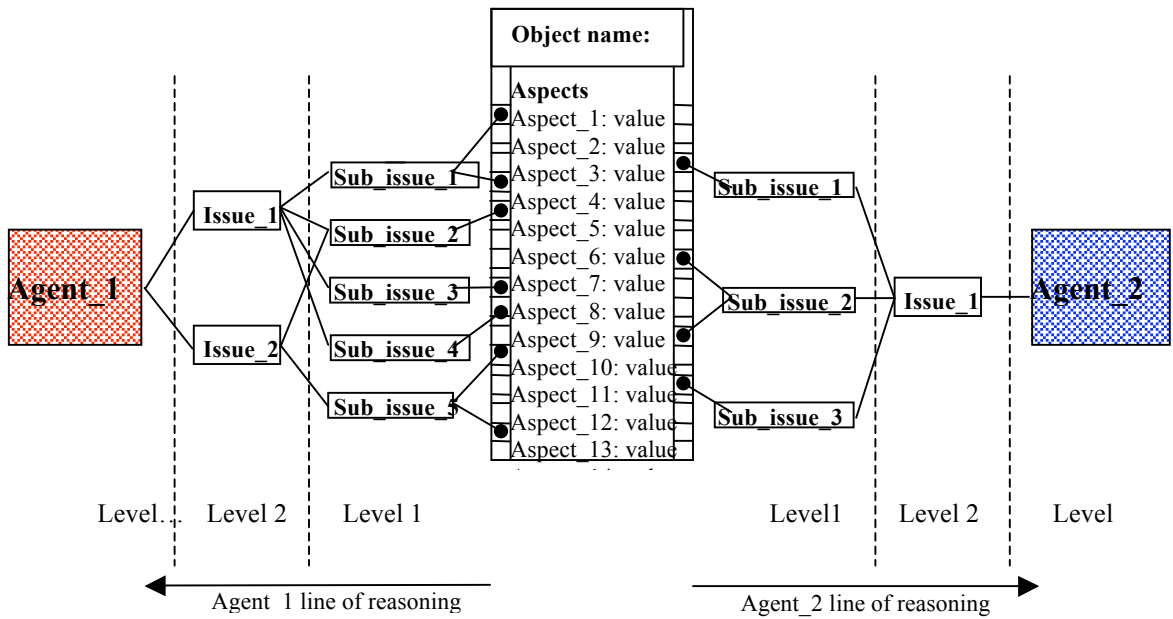 Object name:
Aspects
Aspect_1: value
Aspect_2: value
Aspect_3: value
Aspect_4: value
Aspect_5: value
Aspect_6: value
Aspect_7: value
Aspect_8: value
Aspect_9: value
Aspect_10: value
Aspect_11: value
Aspect_12: value
Aspect_13: value
Agent_1
Issue_1
Issue_2
Sub_issue_1
Sub_issue_2
Sub_issue_3
Sub_issue_4
Sub_issue_5
Sub_issue_1
Sub_issue_2
Sub_issue_3
Issue_1
Agent_2
Level… Level 2 Level 1 Level1 Level 2 Level
Agent_1 line of reasoning
Agent_2 line of reasoning